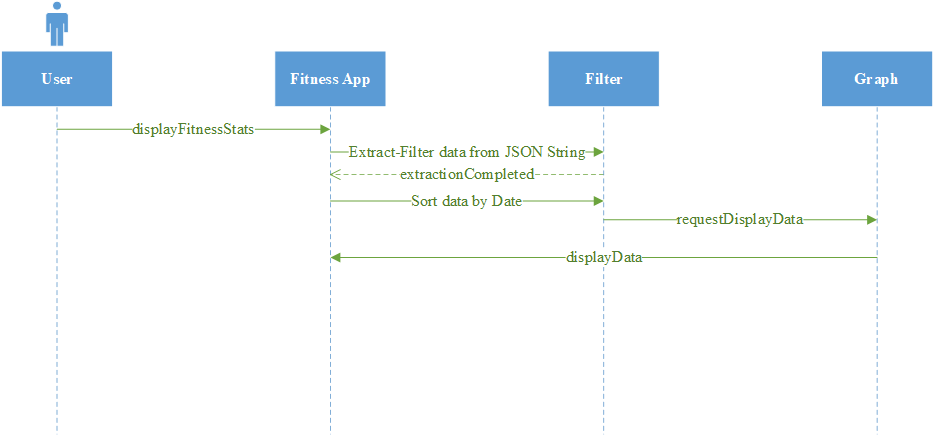 User
Fitness App
Filter
Graph
displayFitnessStats
Extract-Filter data from JSON String
extractionCompleted
Sort data by Date
requestDisplayData
displayData